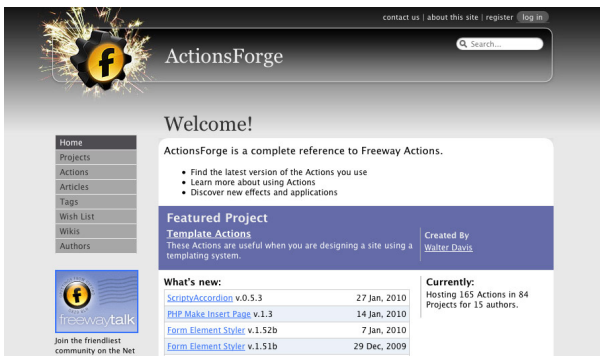 contact us | about this site | register log in
ActionsForge
Search...
Welcome!
Home
Projects
Actions
Articles
Tags
Wish List
Wikis
Authors
ActionsForge is a complete reference to Freeway Actions.
• Find the latest version of the Actions you use
• Learn more about using Actions
• Discover new effects and applications
Featured Project
Template Actions
These Actions are useful when you are designing a site using a
templating system.
Created By
Walter Davis
f
freewaytalk
Join the friendliest
community on the Net
What's new:
ScriptyAccordion v.0.5.3 27 Jan, 2010
PHP Make Insert Page v.1.3 14 Jan, 2010
Form Element Styler v.1.52b 7 Jan, 2010
Form Element Styler v.1.51b 29 Dec, 2009
Currently:
Hosting 165 Actions in 84
Projects for 15 authors.